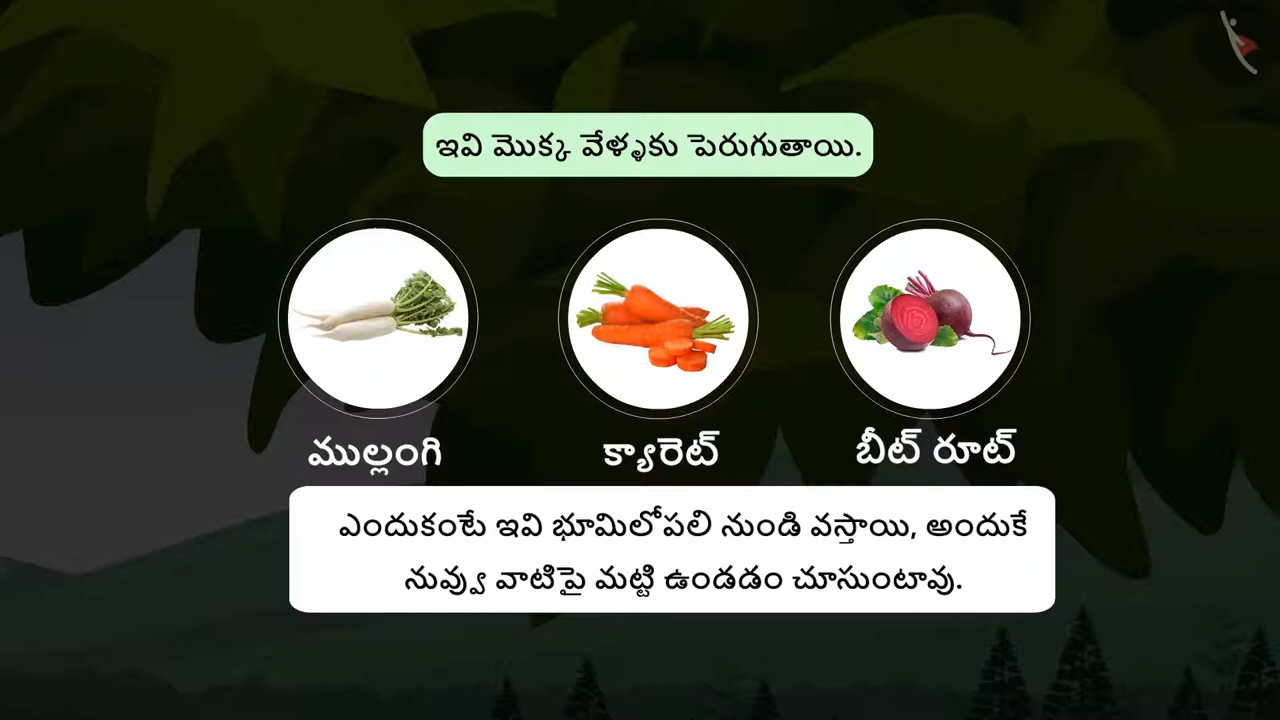 ఇవి మొక్క వేళ్ళకు పెరుగుతాయి.
ముల్లంగి
క్యారెట్
బీట్ రూట్
ఎందుకంటే ఇవి భూమిలోపలి నుండి వస్తాయి, అందుకే
నువ్వు వాటిపై మట్టి ఉండడం చూసుంటావు.